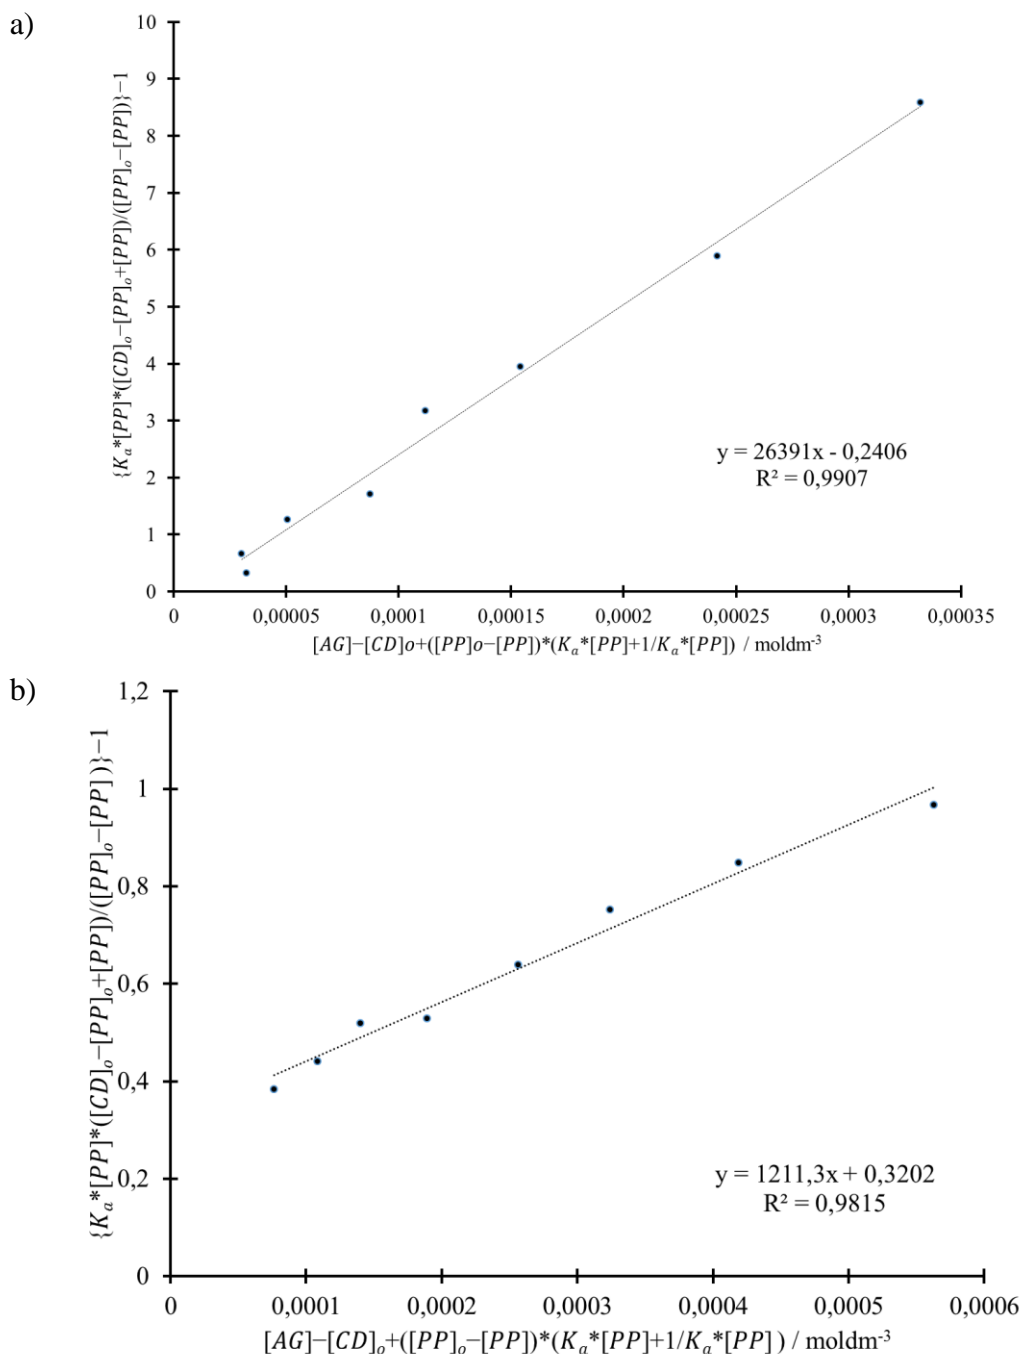 a)
10
9
8
7
6
5
4
3
2
1
0
{K_a*[PP]*([CD]_o−[PP]_o+[PP])/([PP]_o−[PP])}−1
y = 26391x - 0,2406
R² = 0,9907
0 0,00005 0,0001 0,00015 0,0002 0,00025 0,0003 0,00035
[AG]−[CD]o+([PP]o−[PP])*(K_a*[PP]+1/K_a*[PP]) / moldm⁻³
b)
1,2
1
0,8
0,6
0,4
0,2
0
{K_a*[PP]*([CD]_o−[PP]_o+[PP])/([PP]_o−[PP])}−1
y = 1211,3x + 0,3202
R² = 0,9815
0 0,0001 0,0002 0,0003 0,0004 0,0005 0,0006
[AG]−[CD]_o+([PP]_o−[PP])*(K_a*[PP]+1/K_a*[PP] ) / moldm⁻³